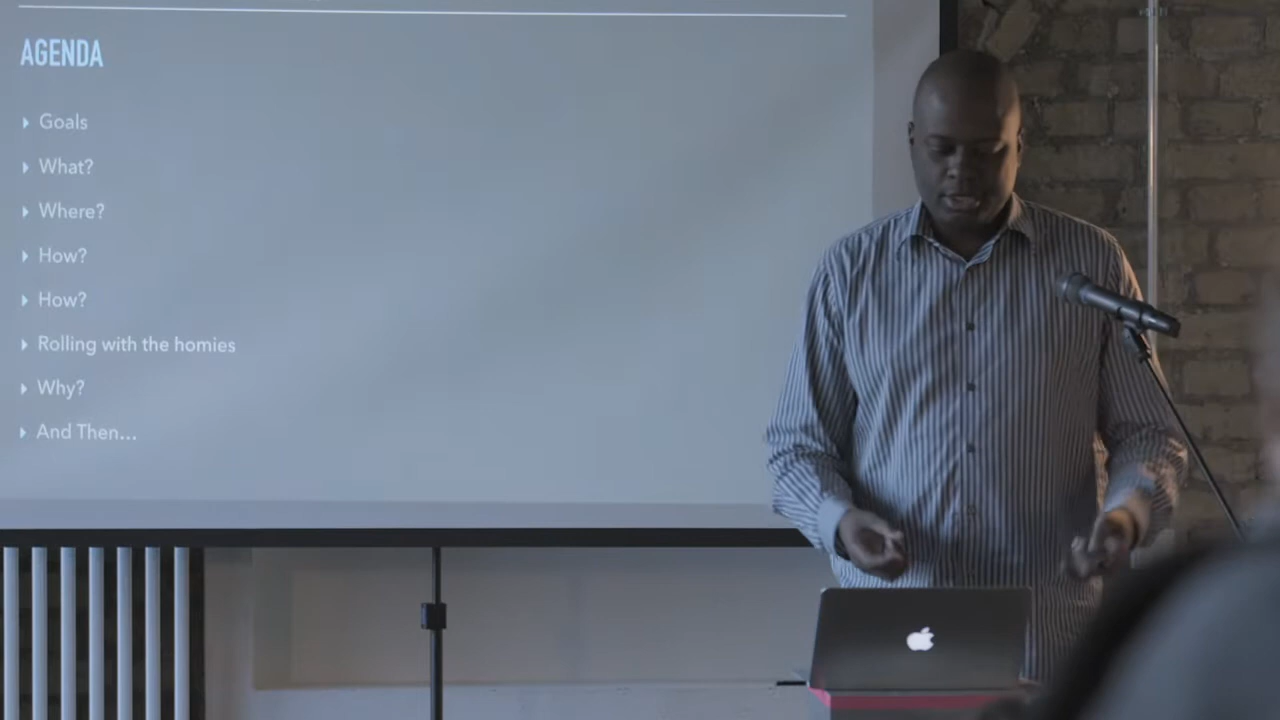 AGENDA
Goals
What?
Where?
How?
How?
Rolling with the homies
Why?
And Then...